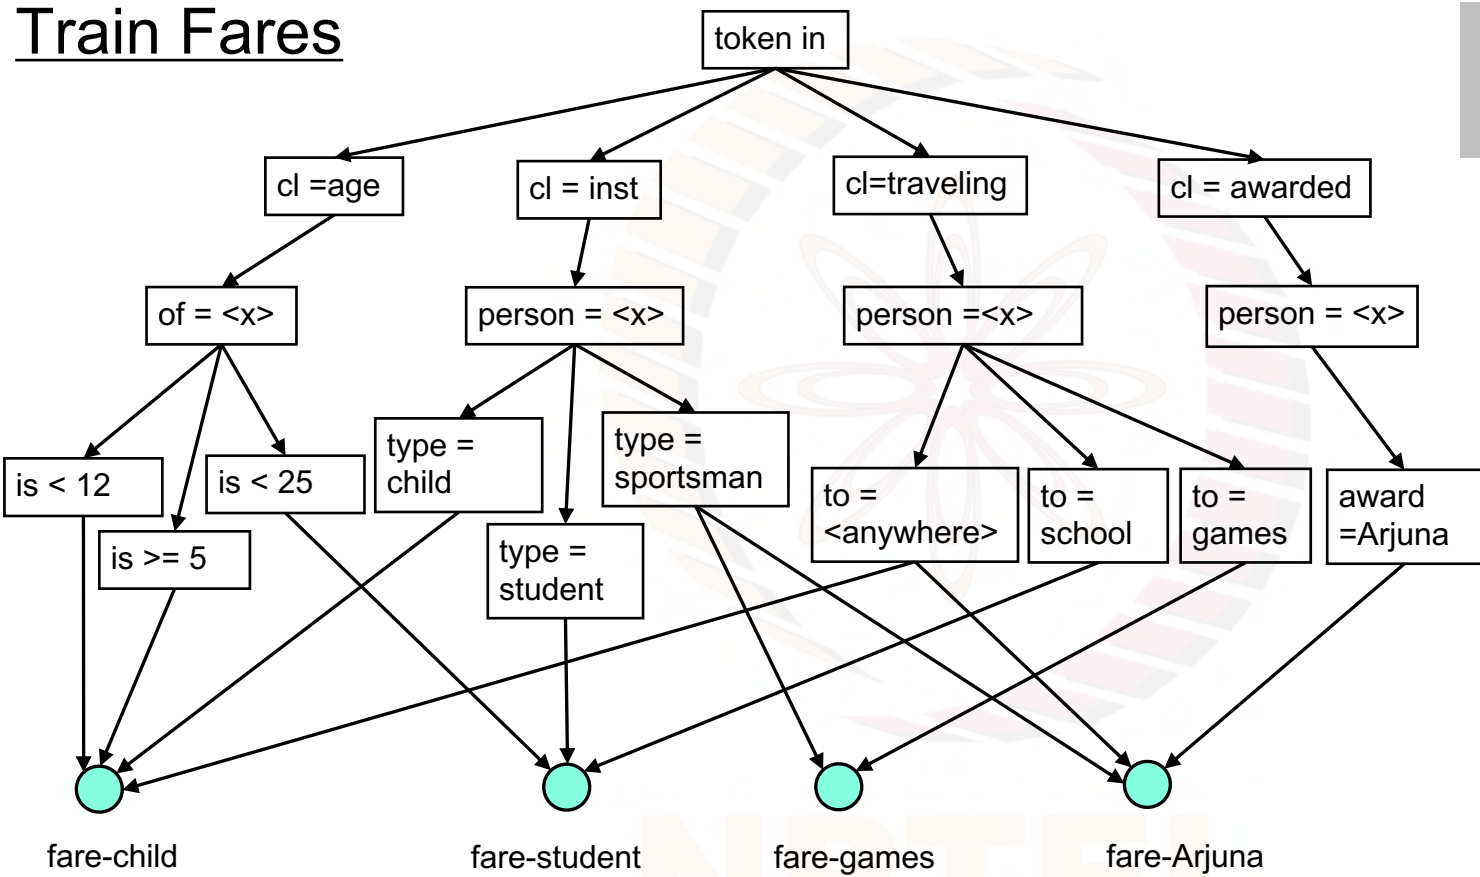 Train Fares
token in
cl =age
cl = inst
cl=traveling
cl = awarded
of = <x>
person = <x>
person =<x>
person = <x>
is < 12
is < 25
type =
child
type =
sportsman
to =
<anywhere>
to =
school
to =
games
award
=Arjuna
is >= 5
type =
student
fare-child
fare-student
fare-games
fare-Arjuna
NPTEL